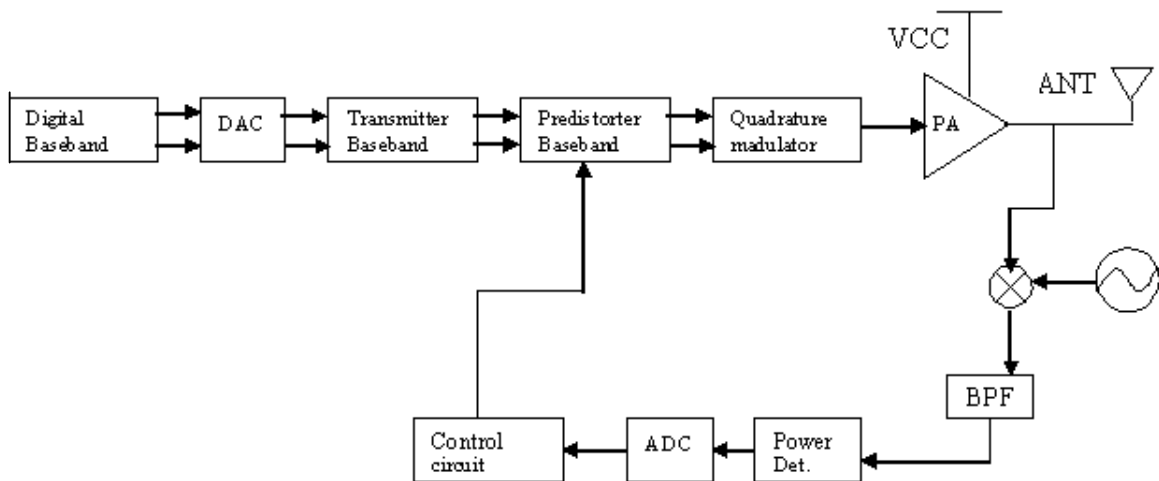 VCC
ANT
Digital
Baseband
DAC
Transmitter
Baseband
Predistorter
Baseband
Quadrature
madulator
PA
BPF
Control
circuit
ADC
Power
Det.